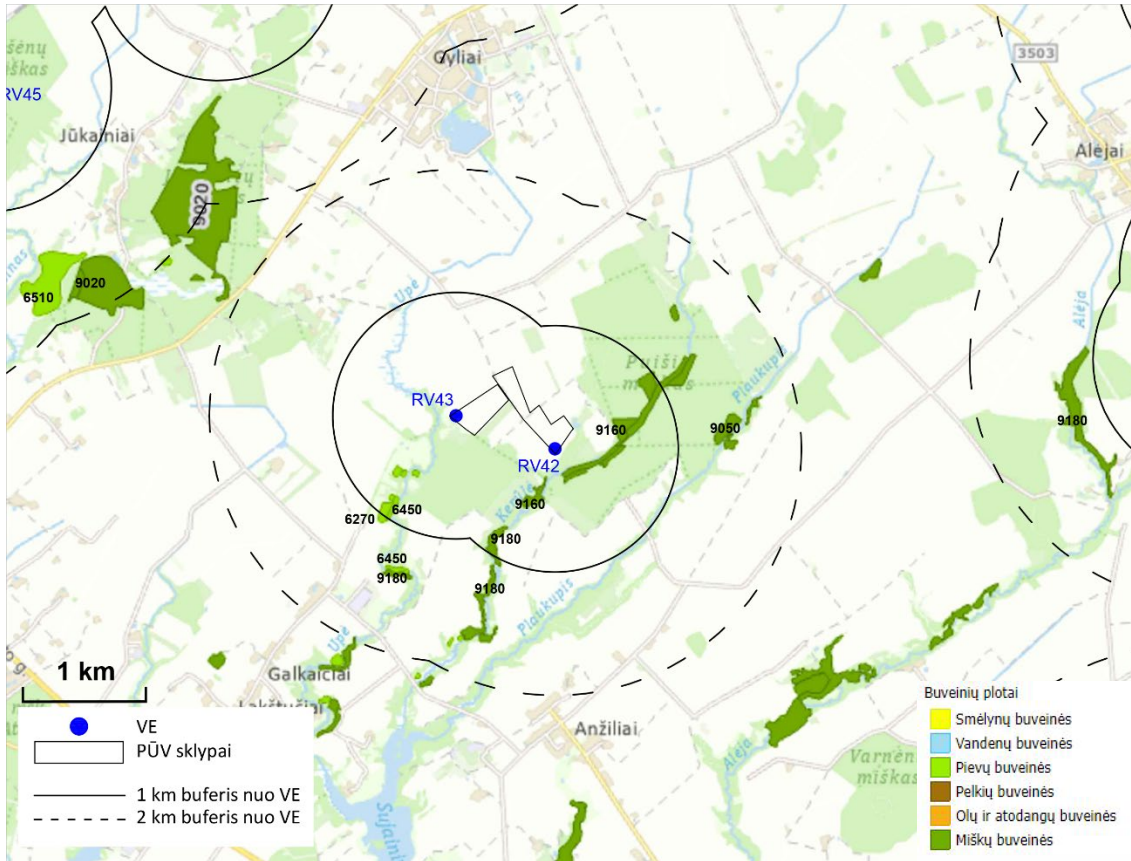 Gyliai
3503
RV45
Jūkainiai
Alėjai
9020
9020
6510
Upė
Alėja
Plaukupis
RV43
9160
9050
9180
RV42
9160
6450
6270
9180
6450
9180
9180
Plaukupis
Upė
Galkaičiai
Anžiliai
Alėja
1 km
VE
PŪV sklypai
1 km buferis nuo VE
2 km buferis nuo VE
Buveinių plotai
Smėlynų buveinės
Vandenų buveinės
Pievų buveinės
Pelkių buveinės
Olų ir atodangų buveinės
Miškų buveinės
miškas